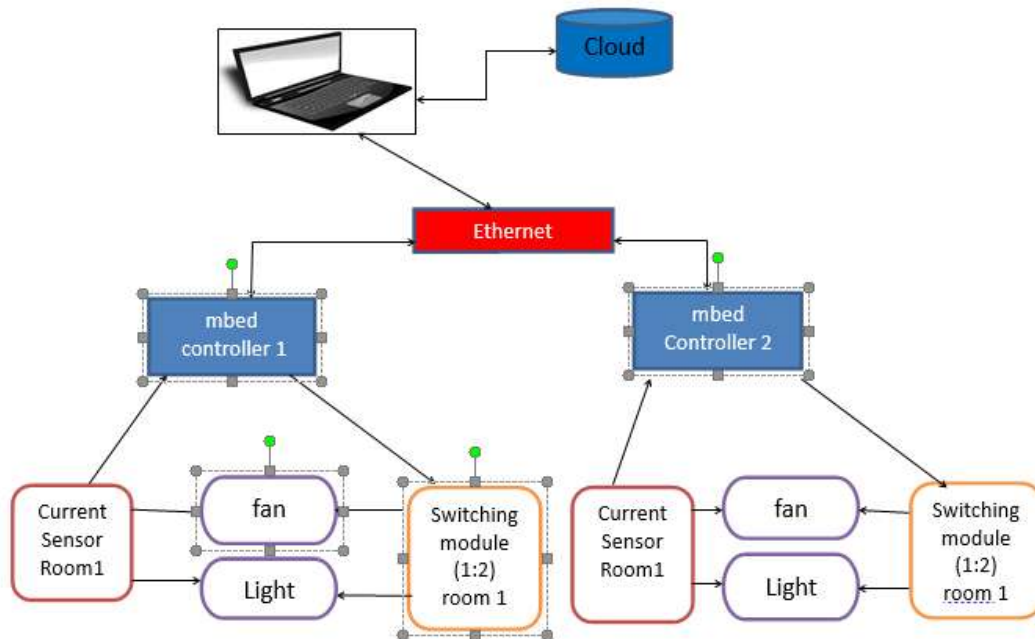 Cloud
Ethernet
mbed
controller 1
mbed
Controller 2
Current
Sensor
Room1
fan
Light
Switching
module
(1:2)
room 1
Current
Sensor
Room1
fan
Light
Switching
module
(1:2)
room 1